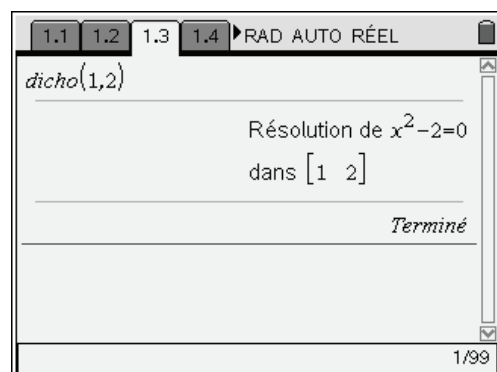 1.1 1.2 1.3 1.4 RAD AUTO RÉEL
dicho(1,2)
Résolution de x²−2=0
dans [1 2]
Terminé
1/99